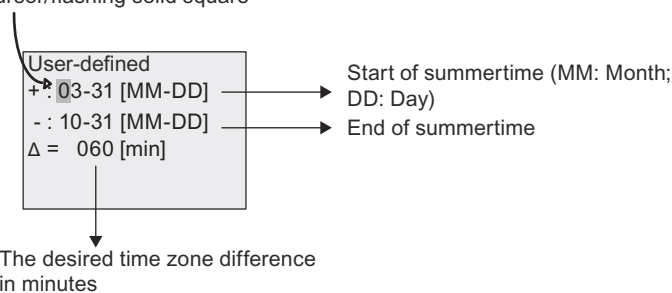 User-defined
+ : 03-31 [MM-DD]
- : 10-31 [MM-DD]
Δ = 060 [min]
Start of summertime (MM: Month;
DD: Day)
End of summertime
The desired time zone difference
in minutes